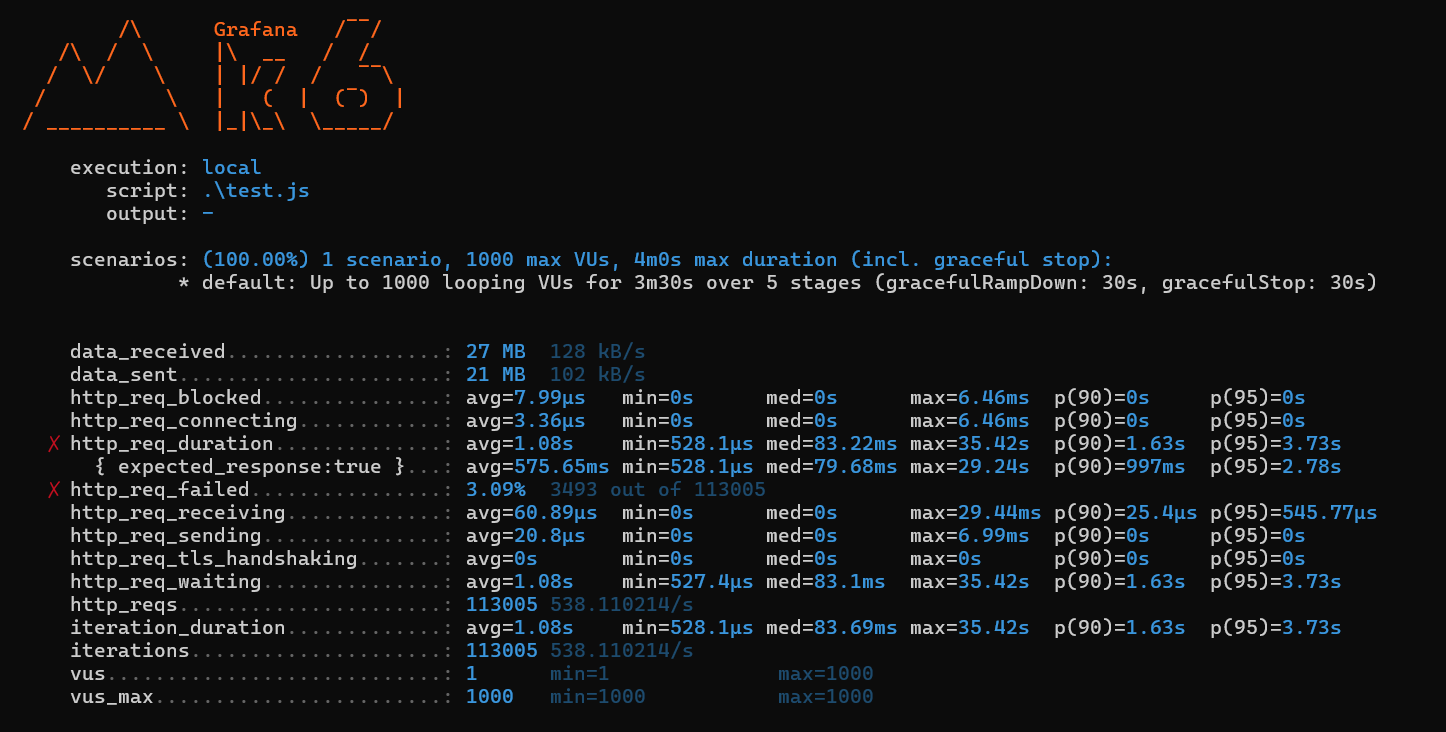 Grafana
execution: local
script: .\test.js
output: -
scenarios: (100.00%) 1 scenario, 1000 max VUs, 4m0s max duration (incl. graceful stop):
* default: Up to 1000 looping VUs for 3m30s over 5 stages (gracefulRampDown: 30s, gracefulStop: 30s)
data_received..................: 27 MB 128 kB/s
data_sent......................: 21 MB 102 kB/s
http_req_blocked...............: avg=7.99µs min=0s med=0s max=6.46ms p(90)=0s p(95)=0s
http_req_connecting............: avg=3.36µs min=0s med=0s max=6.46ms p(90)=0s p(95)=0s
✗ http_req_duration..............: avg=1.08s min=528.1µs med=83.22ms max=35.42s p(90)=1.63s p(95)=3.73s
{ expected_response:true }...: avg=575.65ms min=528.1µs med=79.68ms max=29.24s p(90)=997ms p(95)=2.78s
✗ http_req_failed................: 3.09% 3493 out of 113005
http_req_receiving.............: avg=60.89µs min=0s med=0s max=29.44ms p(90)=25.4µs p(95)=545.77µs
http_req_sending...............: avg=20.8µs min=0s med=0s max=6.99ms p(90)=0s p(95)=0s
http_req_tls_handshaking.......: avg=0s min=0s med=0s max=0s p(90)=0s p(95)=0s
http_req_waiting...............: avg=1.08s min=527.4µs med=83.1ms max=35.42s p(90)=1.63s p(95)=3.73s
http_reqs......................: 113005 538.110214/s
iteration_duration.............: avg=1.08s min=528.1µs med=83.69ms max=35.42s p(90)=1.63s p(95)=3.73s
iterations.....................: 113005 538.110214/s
vus............................: 1 min=1 max=1000
vus_max........................: 1000 min=1000 max=1000